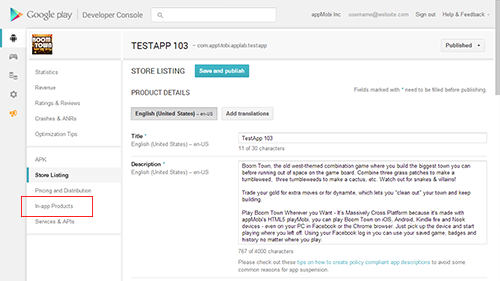 Google play Developer Console appMobi Inc username@website.com Sign out Help & Feedback
BOOM TOWN
TESTAPP 103 – com.appMobi.applab.testapp Published
Statistics
Revenue
Ratings & Reviews
Crashes & ANRs
Optimization Tips
APK
Store Listing
Pricing and Distribution
In-app Products
Services & APIs
STORE LISTING Save and publish
PRODUCT DETAILS Fields marked with * need to be filled before publishing.
English (United States) – en-US Add translations
Title *
English (United States) – en-US
TestApp 103
11 of 30 characters
Description *
English (United States) – en-US
Boom Town, the old west-themed combination game where you build the biggest town you can
before running out of space on the game board. Combine three grass patches to make a
tumbleweed, three tumbleweeds to make a cactus, etc. Watch out for snakes & villains!
Trade your gold for extra moves or for dynamite, which lets you "clean out" your town and keep
building.
Play Boom Town Wherever you Want - It's Massively Cross Platform because it's made with
appMobi's HTML5 playMobi, you can play Boom Town on iOS, Android, Kindle fire and Nook
devices - even on your PC in Facebook or the Chrome browser. Just pick up the device and start
playing where you left off. Using your Facebook log in you can use your saved game, badges and
history no matter where you play.
767 of 4000 characters
Please check out these tips on how to create policy compliant app descriptions to avoid some
common reasons for app suspension.